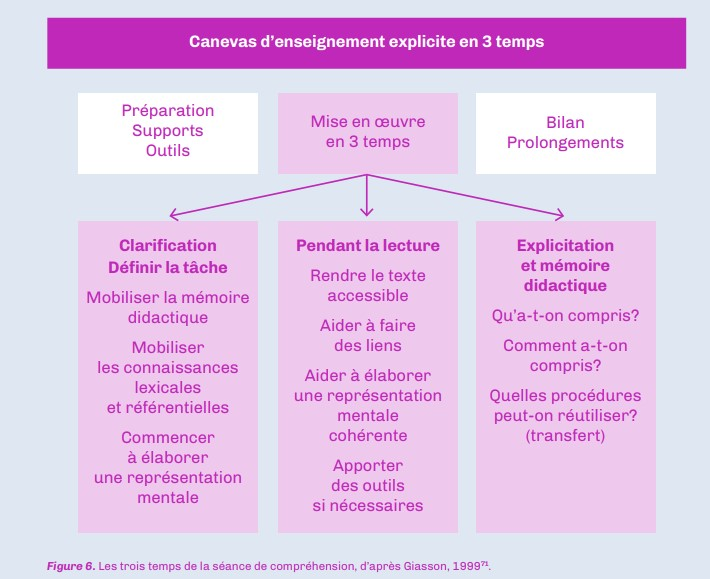 Canevas d’enseignement explicite en 3 temps
Préparation
Supports
Outils
Mise en œuvre
en 3 temps
Bilan
Prolongements
Clarification
Définir la tâche
Mobiliser la mémoire
didactique
Mobiliser
les connaissances
lexicales
et référentielles
Commencer
à élaborer
une représentation
mentale
Pendant la lecture
Rendre le texte
accessible
Aider à faire
des liens
Aider à élaborer
une représentation
mentale
cohérente
Apporter
des outils
si nécessaires
Explicitation
et mémoire
didactique
Qu’a-t-on compris?
Comment a-t-on
compris?
Quelles procédures
peut-on réutiliser?
(transfert)
Figure 6. Les trois temps de la séance de compréhension, d’après Giasson, 1999⁷¹.